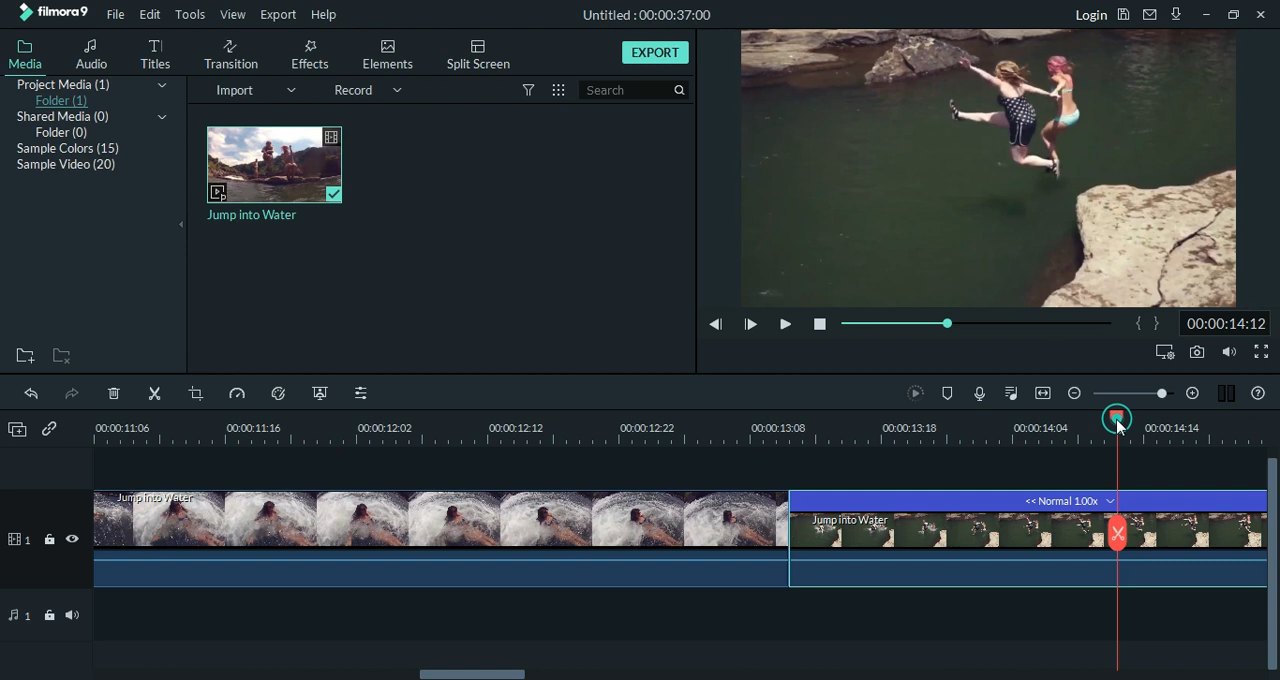 filmora9 File Edit Tools View Export Help Untitled : 00:00:37:00 Login
Media Audio Titles Transition Effects Elements Split Screen EXPORT
Project Media (1)
Folder (1)
Shared Media (0)
Folder (0)
Sample Colors (15)
Sample Video (20)
Import Record Search
Jump into Water
{ } 00:00:14:12
00:00:11:06 00:00:11:16 00:00:12:02 00:00:12:12 00:00:12:22 00:00:13:08 00:00:13:18 00:00:14:04 00:00:14:14
Jump into Water
<< Normal 1.00x
Jump into Water
1
1